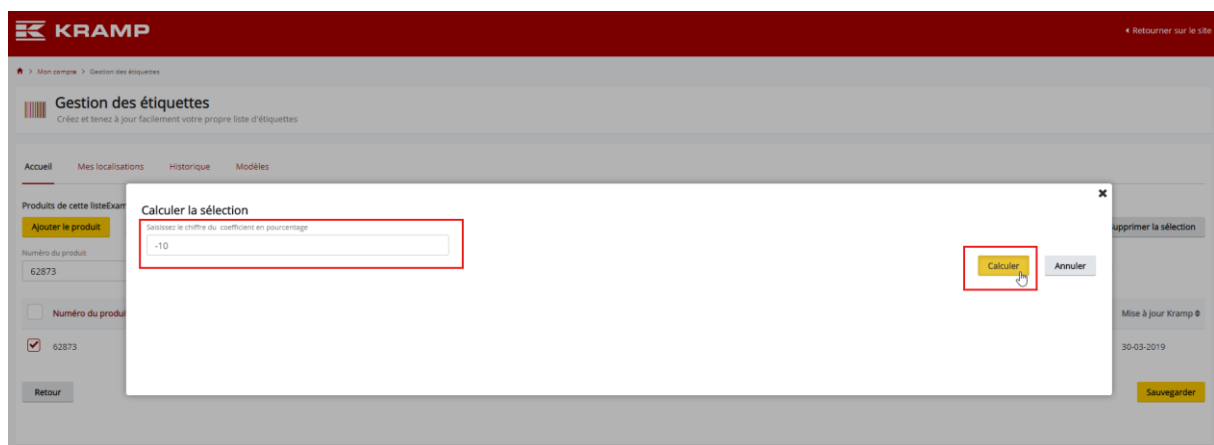 KRAMP
Retourner sur le site
> Mon compte > Gestion des étiquettes
Gestion des étiquettes
Créez et tenez à jour facilement votre propre liste d'étiquettes
Accueil Mes localisations Historique Modèles
Produits de cette listeExam
Calculer la sélection
Saisissez le chiffre du coefficient en pourcentage
-10
Ajouter le produit
upprimer la sélection
Numéro du produit
62873
Calculer Annuler
Numéro du produi
Mise à jour Kramp
62873
30-03-2019
Retour
Sauvegarder